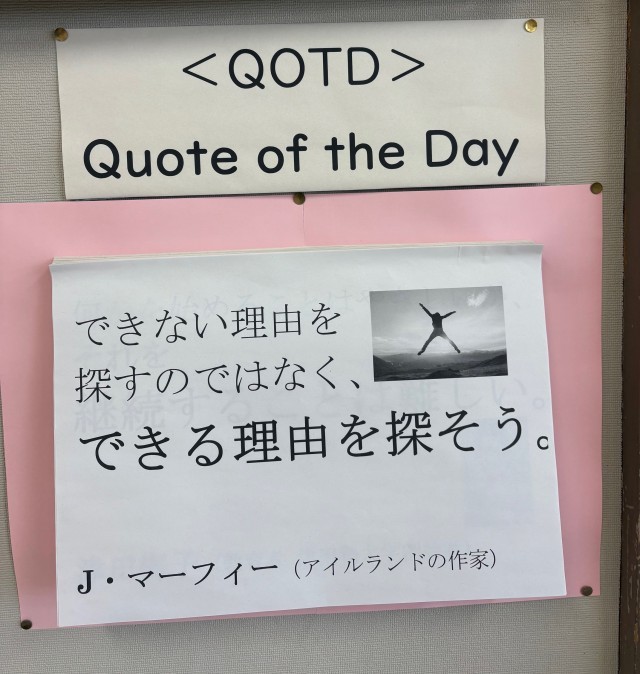 <QOTD>
Quote of the Day
できない理由を
探すのではなく、
できる理由を探そう。
J・マーフィー（アイルランドの作家）